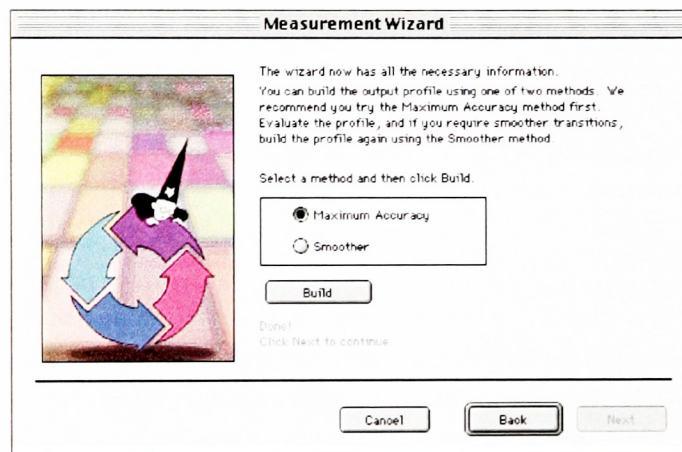 Measurement Wizard
The wizard now has all the necessary information.
You can build the output profile using one of two methods. We
recommend you try the Maximum Accuracy method first.
Evaluate the profile, and if you require smoother transitions,
build the profile again using the Smoother method.
Select a method and then click Build.
Maximum Accuracy
Smoother
Build
Done!
Click Next to continue.
Cancel
Back
Next